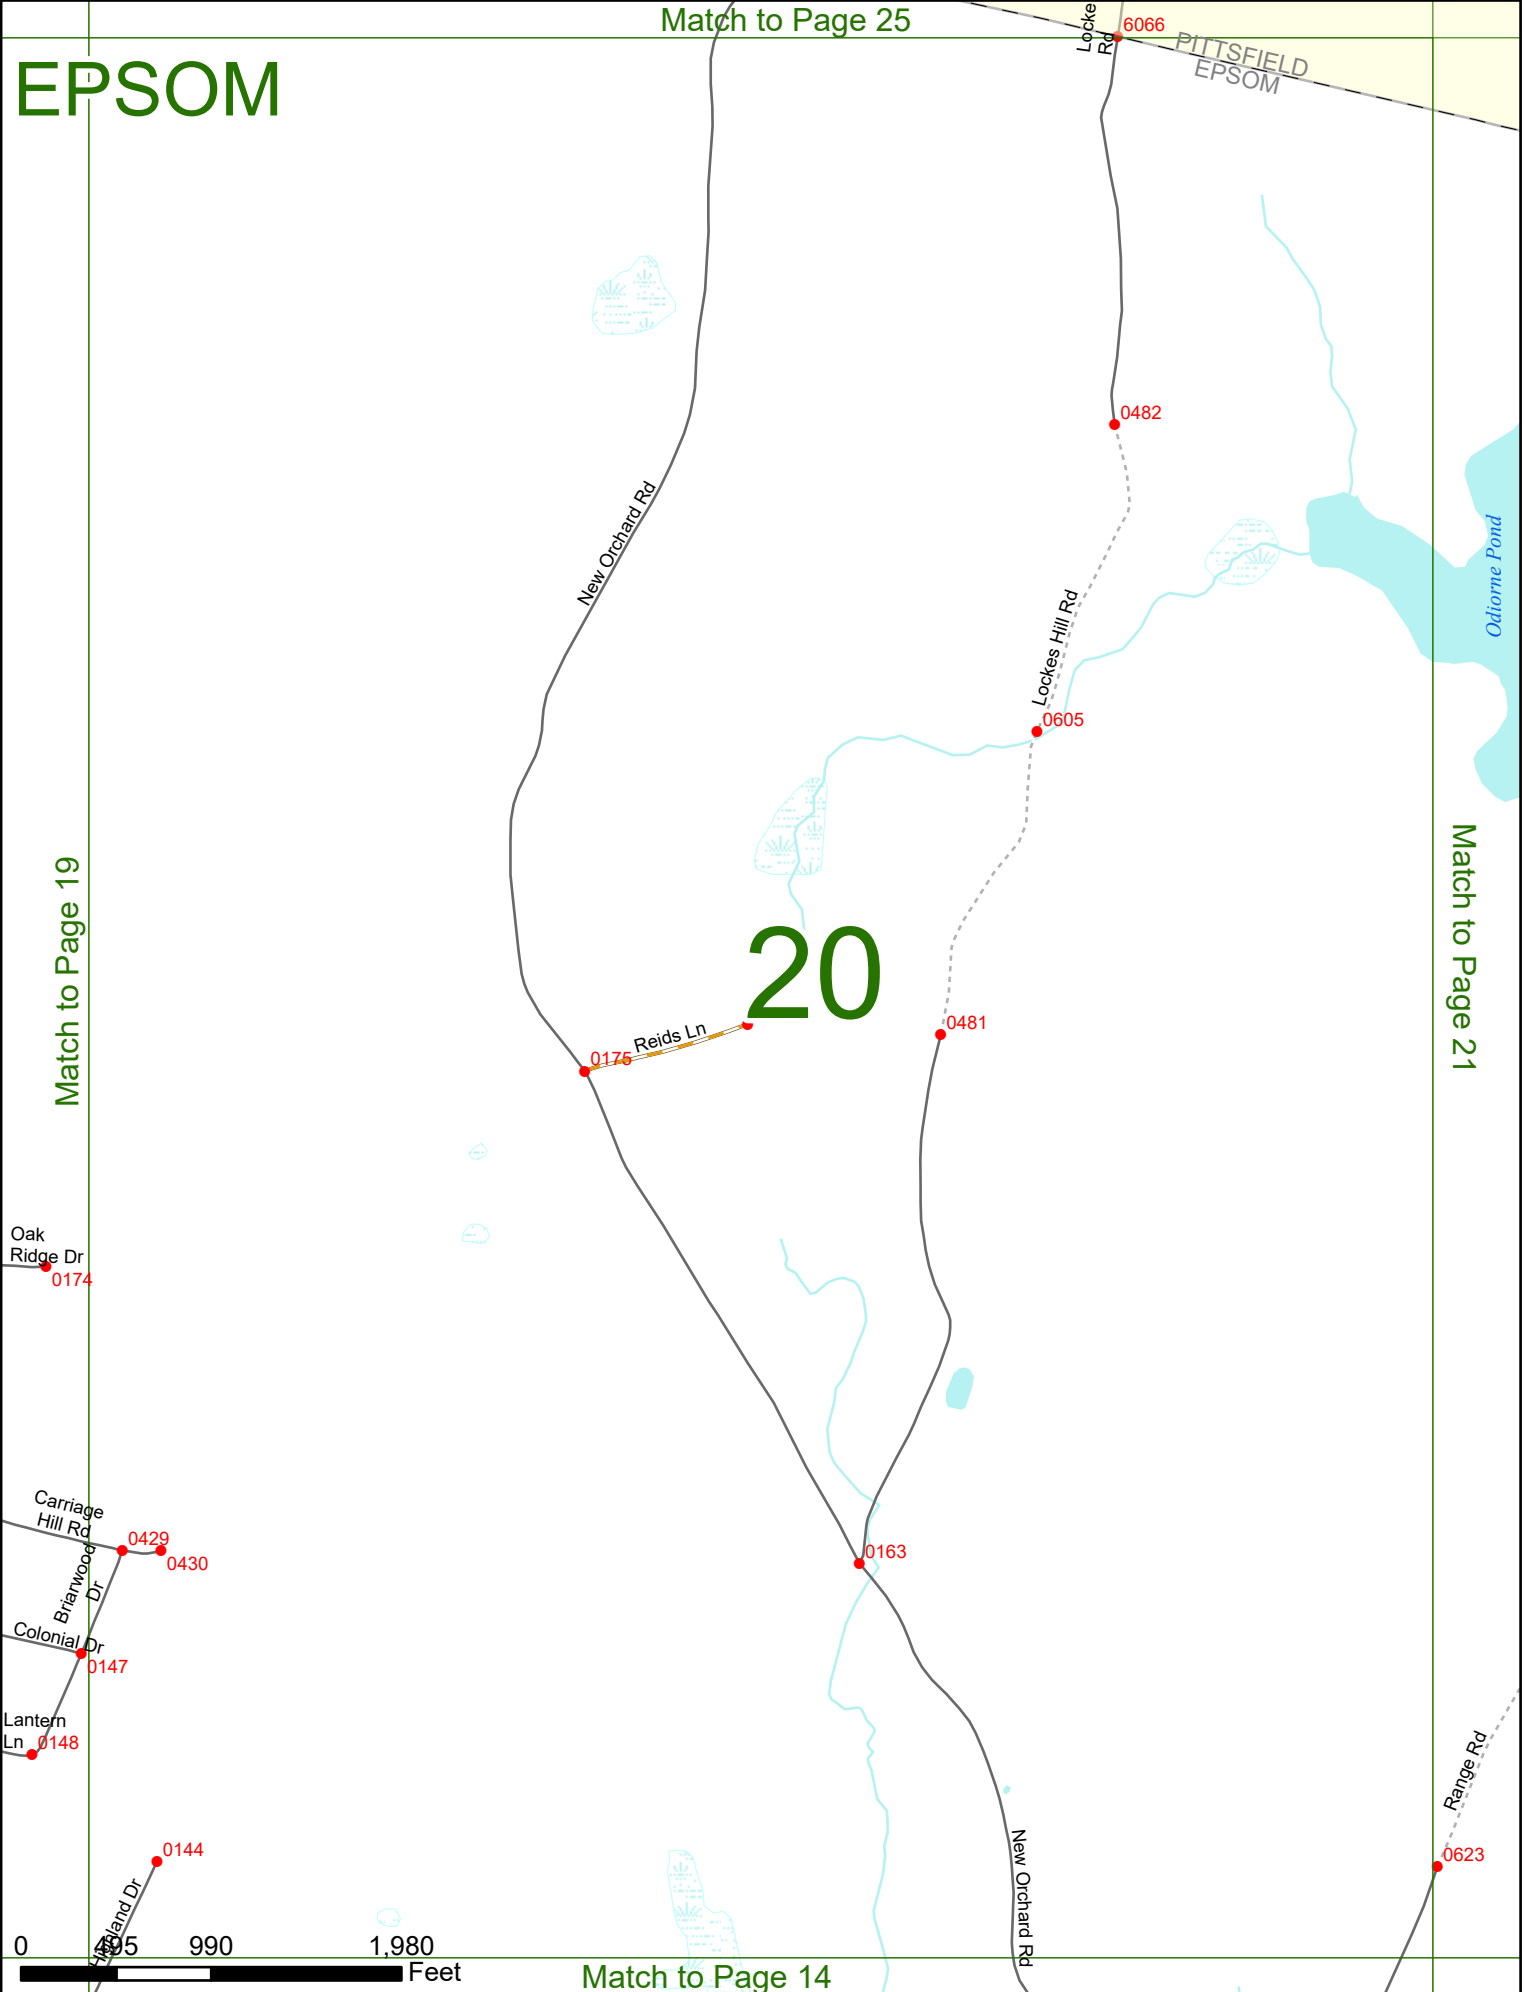 Match to Page 25
EPSOM
Locke
Rd
6066
PITTSFIELD
EPSOM
0482
New Orchard Rd
Odiorne Pond
Lockes Hill Rd
0605
Match to Page 19
Match to Page 21
20
0481
Reids Ln
0175
Oak
Ridge Dr
0174
Carriage
Hill Rd
0429
0430
Briarwood
Dr
0163
Colonial Dr
0147
Lantern
Ln
0148
Range Rd
0144
0623
Highland Dr
New Orchard Rd
0 495 990 1,980
Feet
Match to Page 14